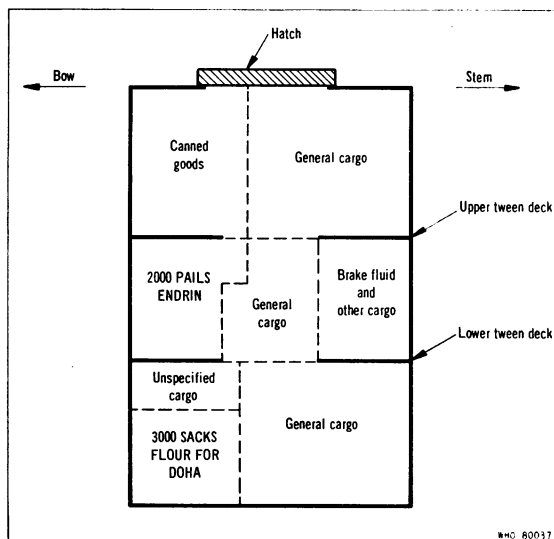 Hatch
Bow
Stern
Canned
goods
General cargo
Upper tween deck
2000 PAILS
ENDRIN
General
cargo
Brake fluid
and
other cargo
Lower tween deck
Unspecified
cargo
General cargo
3000 SACKS
FLOUR FOR
DOHA
WHO 80037